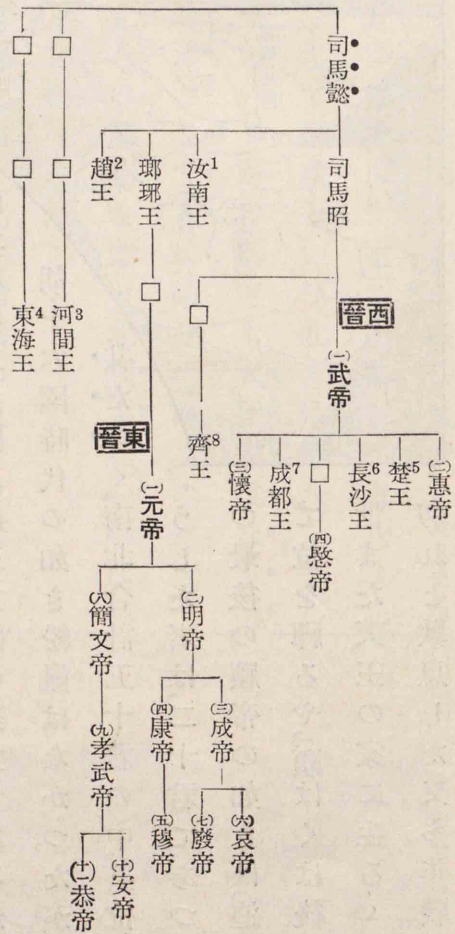 司馬懿
□
□
司馬昭
汝南王1
瑯琊王
趙王2
□
□
西晉
(一)武帝
□
□
河間王3
東海王4
齊王8
東晉
(一)元帝
(二)惠帝
楚王5
長沙王6
□
(四)愍帝
成都王7
(三)懷帝
(二)明帝
(八)簡文帝
(三)成帝
(四)康帝
(九)孝武帝
(六)哀帝
(七)廢帝
(五)穆帝
(十)安帝
(十一)恭帝